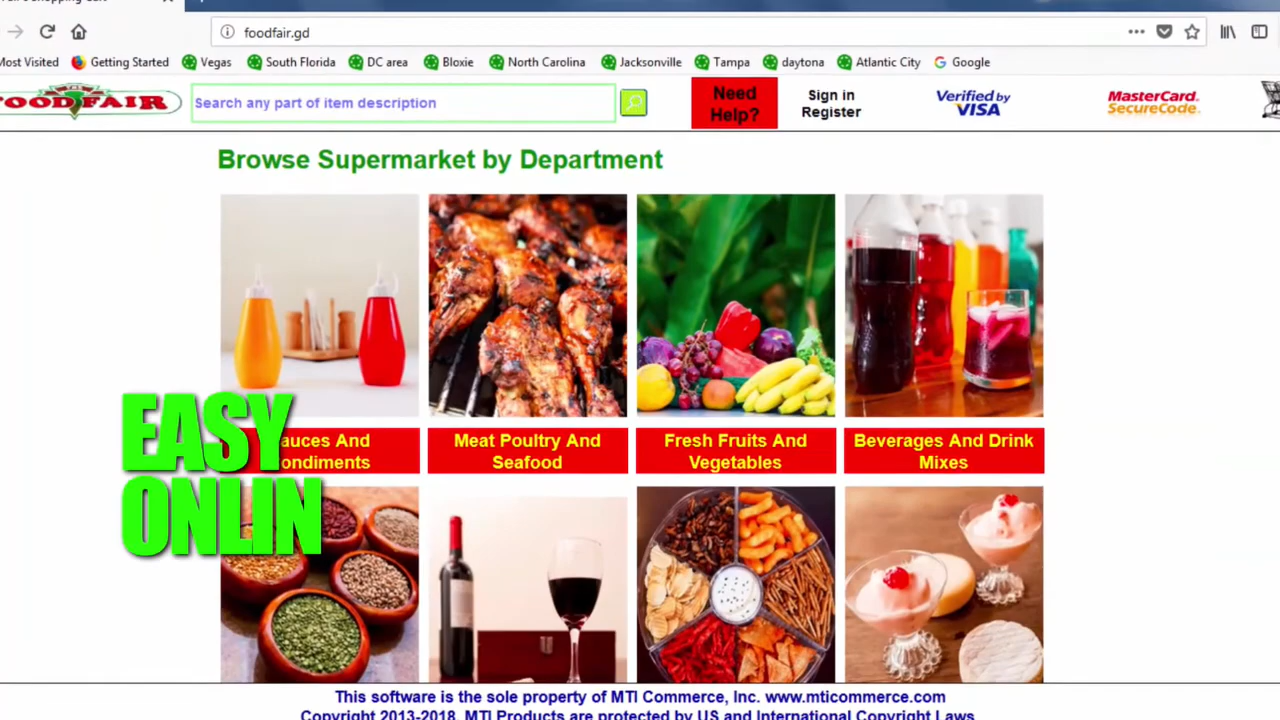 foodfair.gd
Most Visited Getting Started Vegas South Florida DC area Bloxie North Carolina Jacksonville Tampa daytona Atlantic City Google
FOOD FAIR
Search any part of item description
Need
Help?
Sign in
Register
Verified by
VISA
MasterCard.
SecureCode.
Browse Supermarket by Department
EASY
ONLIN
auces And
ondiments
Meat Poultry And
Seafood
Fresh Fruits And
Vegetables
Beverages And Drink
Mixes
This software is the sole property of MTI Commerce, Inc. www.mticommerce.com
Copyright 2013-2018, MTI Products are protected by US and International Copyright Laws